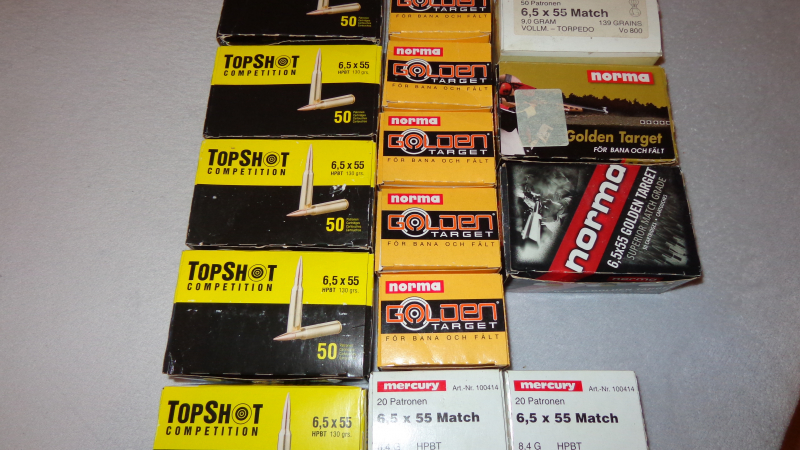 50
TOPSHOT
COMPETITION
6,5 x 55
HPBT 130 grs.
50
TOPSHOT
COMPETITION
6,5 x 55
HPBT 130 grs.
50
TOPSHOT
COMPETITION
6,5 x 55
HPBT 130 grs.
50
TOPSHOT
COMPETITION
6,5 x 55
HPBT 130 grs.
TARGET
FÖR BANA OCH FÄLT
norma
GOLDEN
TARGET
FÖR BANA OCH FÄLT
norma
GOLDEN
TARGET
FÖR BANA OCH FÄLT
norma
GOLDEN
TARGET
FÖR BANA OCH FÄLT
norma
GOLDEN
TARGET
FÖR BANA OCH FÄLT
mercury Art.-Nr. 100414
20 Patronen
6,5 x 55 Match
8,4 G HPBT
50 Patronen
6,5 x 55 Match
9,0 GRAM 139 GRAINS
VOLLM. - TORPEDO Vo 800
norma
Golden Target
FÖR BANA OCH FÄLT
norma
6,5x55 GOLDEN TARGET
SUPERIOR MATCH GRADE
norma
mercury Art.-Nr. 100414
20 Patronen
6,5 x 55 Match
8,4 G HPBT